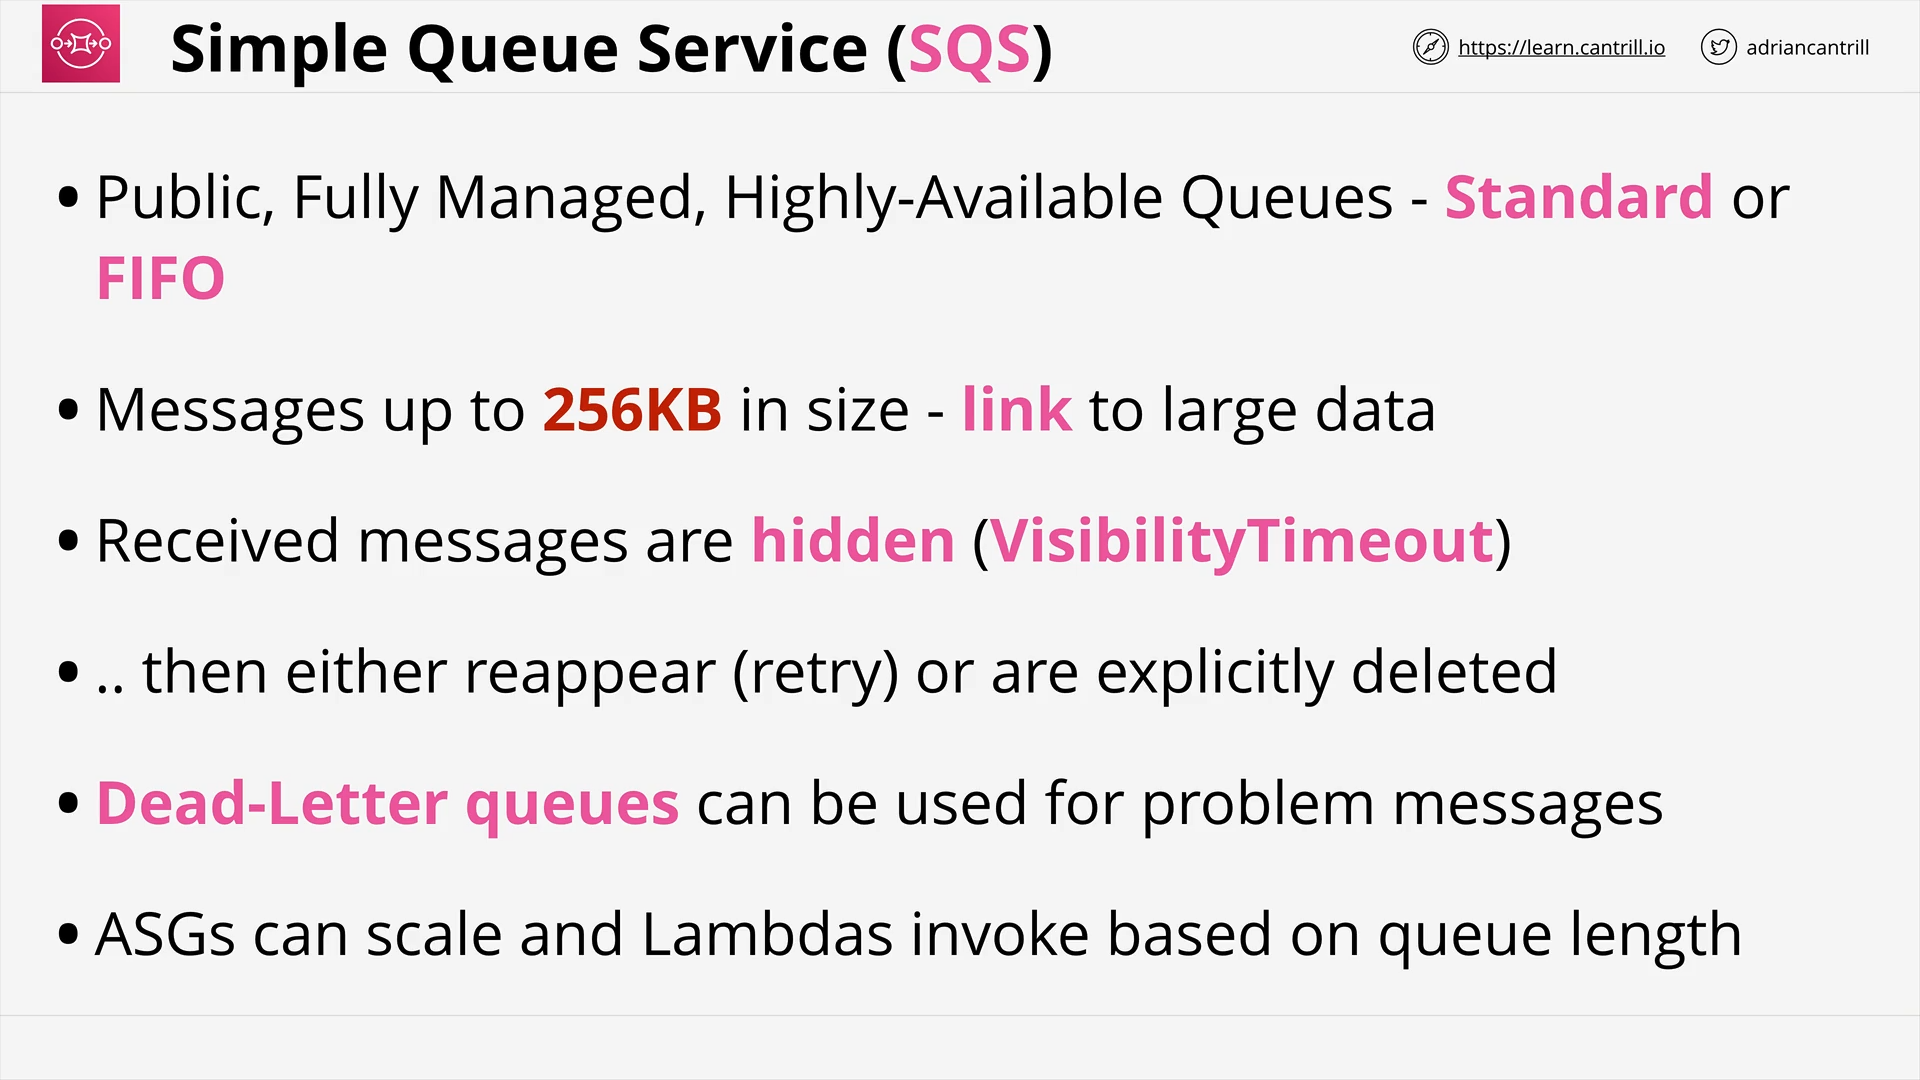 Simple Queue Service (SQS)
https://learn.cantrill.io
adriancantrill
• Public, Fully Managed, Highly-Available Queues - Standard or
FIFO
• Messages up to 256KB in size - link to large data
• Received messages are hidden (VisibilityTimeout)
• .. then either reappear (retry) or are explicitly deleted
• Dead-Letter queues can be used for problem messages
• ASGs can scale and Lambdas invoke based on queue length